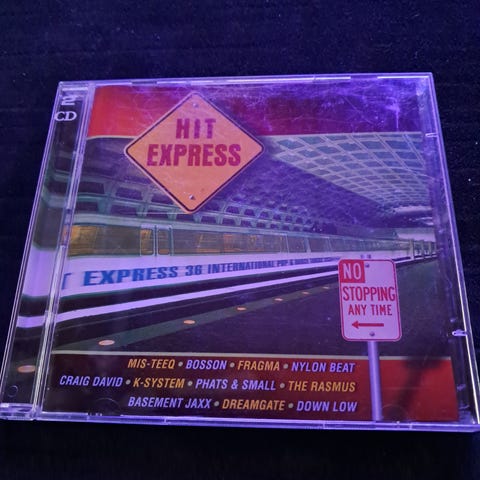 2
CD
HIT
EXPRESS
T EXPRESS 36 INTERNATIONAL POP & DANCE
NO
STOPPING
ANY TIME
MIS-TEEQ • BOSSON • FRAGMA • NYLON BEAT
CRAIG DAVID • K-SYSTEM • PHATS & SMALL • THE RASMUS
BASEMENT JAXX • DREAMGATE • DOWN LOW